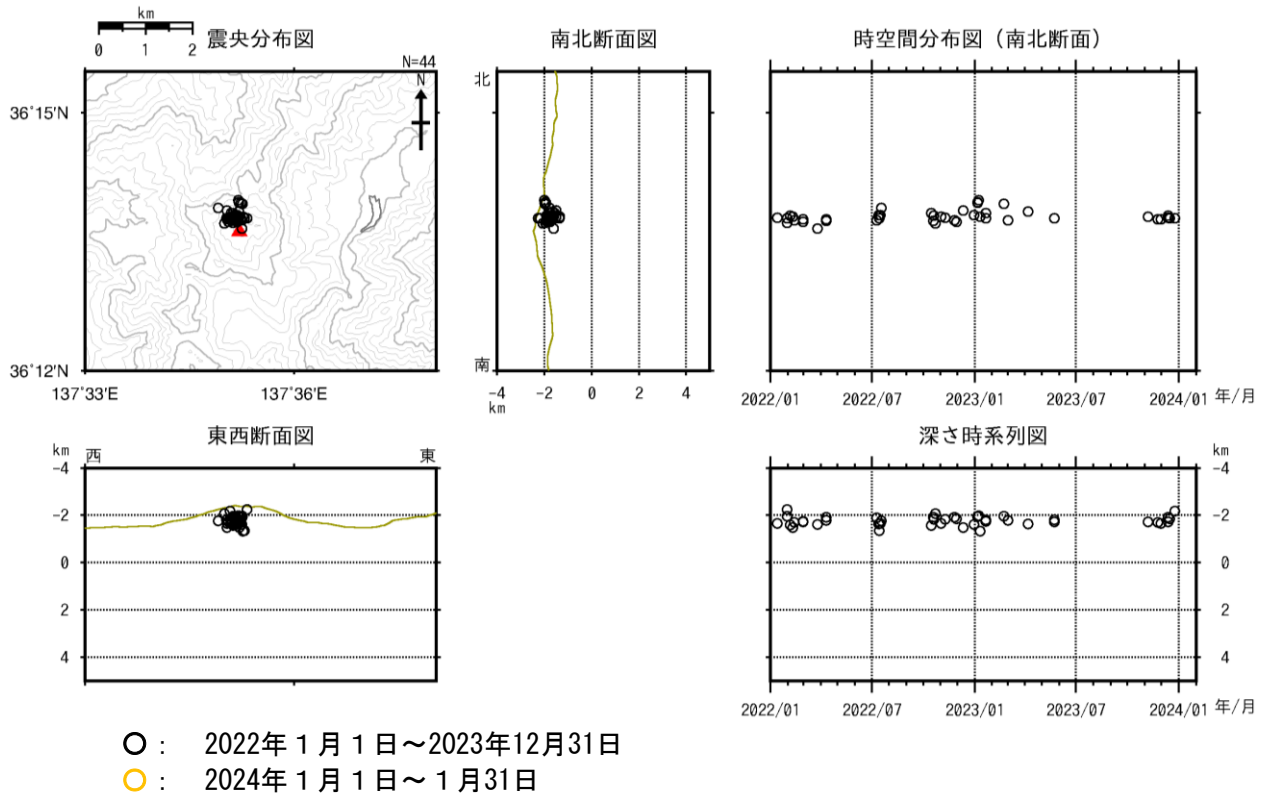 km
0 1 2
震央分布図
N=44
N
36°15'N
36°12'N
137°33'E 137°36'E
南北断面図
北
南
-4 -2 0 2 4
km
時空間分布図（南北断面）
2022/01 2022/07 2023/01 2023/07 2024/01 年/月
東西断面図
km
西 東
-4
-2
0
2
4
深さ時系列図
km
-4
-2
0
2
4
2022/01 2022/07 2023/01 2023/07 2024/01 年/月
○： 2022年１月１日～2023年12月31日
○： 2024年１月１日～１月31日